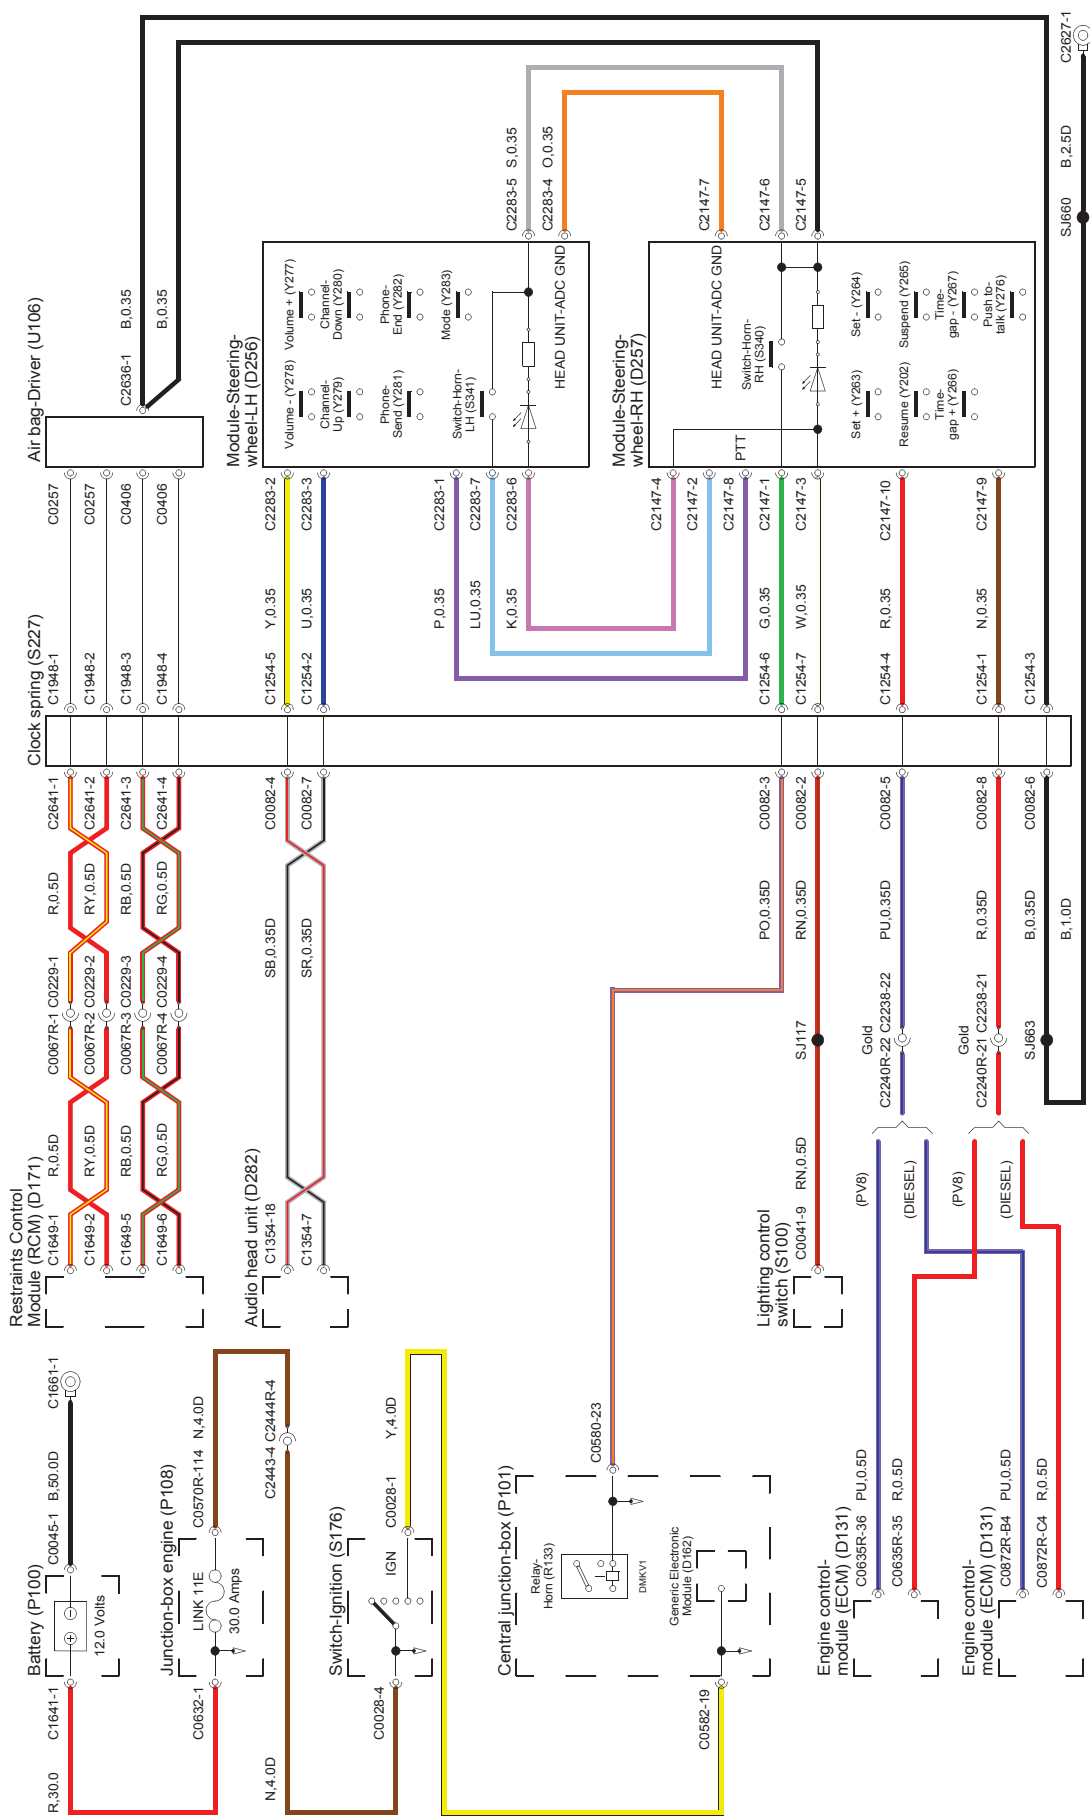 Restraints Control
Module (RCM) (D171)
C1649-1
R,0.5D
C0067R-1
C0229-1
R,0.5D
C2641-1
C1649-2
RY,0.5D
C0067R-2
C0229-2
RY,0.5D
C2641-2
C1649-5
RB,0.5D
C0067R-3
C0229-3
RB,0.5D
C2641-3
C1649-6
RG,0.5D
C0067R-4
C0229-4
RG,0.5D
C2641-4
Clock spring (S227)
C1948-1
C0257
C1948-2
C0257
C1948-3
C0406
C1948-4
C0406
Air bag-Driver (U106)
C2636-1
B,0.35
B,0.35
Battery (P100)
12.0 Volts
C1641-1
R,30.0
C0045-1
B,50.0D
C1661-1
Junction-box engine (P108)
LINK 11E
30.0 Amps
C0632-1
C0570R-114
N,4.0D
C2443-4
C2444R-4
N,4.0D
Switch-Ignition (S176)
IGN
C0028-4
C0028-1
Y,4.0D
Audio head unit (D282)
C1354-18
C1354-7
SB,0.35D
SR,0.35D
C0082-4
C0082-7
C1254-5
Y,0.35
C2283-2
C1254-2
U,0.35
C2283-3
Module-Steering-
wheel-LH (D256)
Volume - (Y278)
Volume + (Y277)
Channel-
Up (Y279)
Channel-
Down (Y280)
Phone-
Send (Y281)
Phone-
End (Y282)
Mode (Y283)
Switch-Horn-
LH (S341)
HEAD UNIT-ADC GND
P,0.35
C2283-1
LU,0.35
C2283-7
K,0.35
C2283-6
C2283-5
S,0.35
C2283-4
O,0.35
Central junction-box (P101)
Relay-
Horn (R133)
DMKV1
Generic Electronic
Module (D162)
C0582-19
C0580-23
Module-Steering-
wheel-RH (D257)
HEAD UNIT-ADC GND
PTT
Switch-Horn-
RH (S340)
Set + (Y263)
Set - (Y264)
Resume (Y202)
Suspend (Y265)
Time-
gap + (Y266)
Time-
gap - (Y267)
Push to-
talk (Y276)
C2147-4
C2147-2
C2147-8
C2147-1
C2147-3
C2147-10
C2147-9
C2147-7
C2147-6
C2147-5
C1254-6
G,0.35
C1254-7
W,0.35
C1254-4
R,0.35
C1254-1
N,0.35
C1254-3
PO,0.35D
C0082-3
RN,0.35D
C0082-2
PU,0.35D
C0082-5
R,0.35D
C0082-8
B,0.35D
C0082-6
B,1.0D
Lighting control
switch (S100)
C0041-9
RN,0.5D
SJ117
Gold
C2240R-22
C2238-22
Gold
C2240R-21
C2238-21
SJ663
(PV8)
(DIESEL)
(PV8)
(DIESEL)
Engine control-
module (ECM) (D131)
C0635R-36
PU,0.5D
C0635R-35
R,0.5D
Engine control-
module (ECM) (D131)
C0872R-B4
PU,0.5D
C0872R-C4
R,0.5D
SJ660
B,2.5D
C2627-1